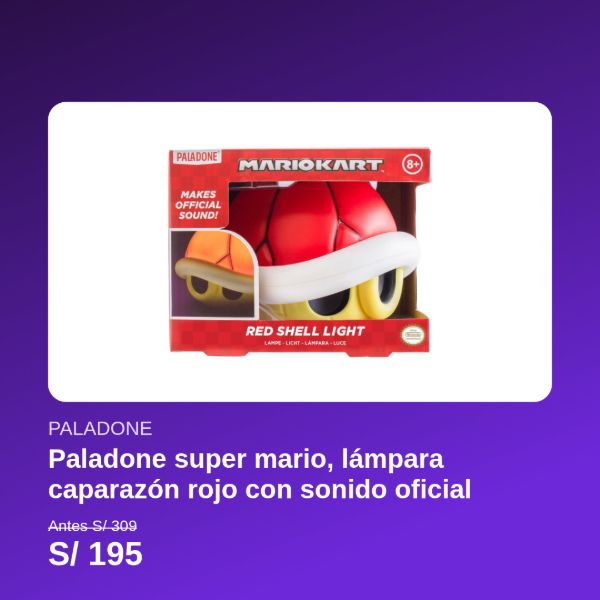 PALADONE
MARIOKART
8+
MAKES
OFFICIAL
SOUND!
RED SHELL LIGHT
LAMPE - LICHT - LÁMPARA - LUCE
PALADONE
Paladone super mario, lámpara
caparazón rojo con sonido oficial
Antes S/ 309
S/ 195